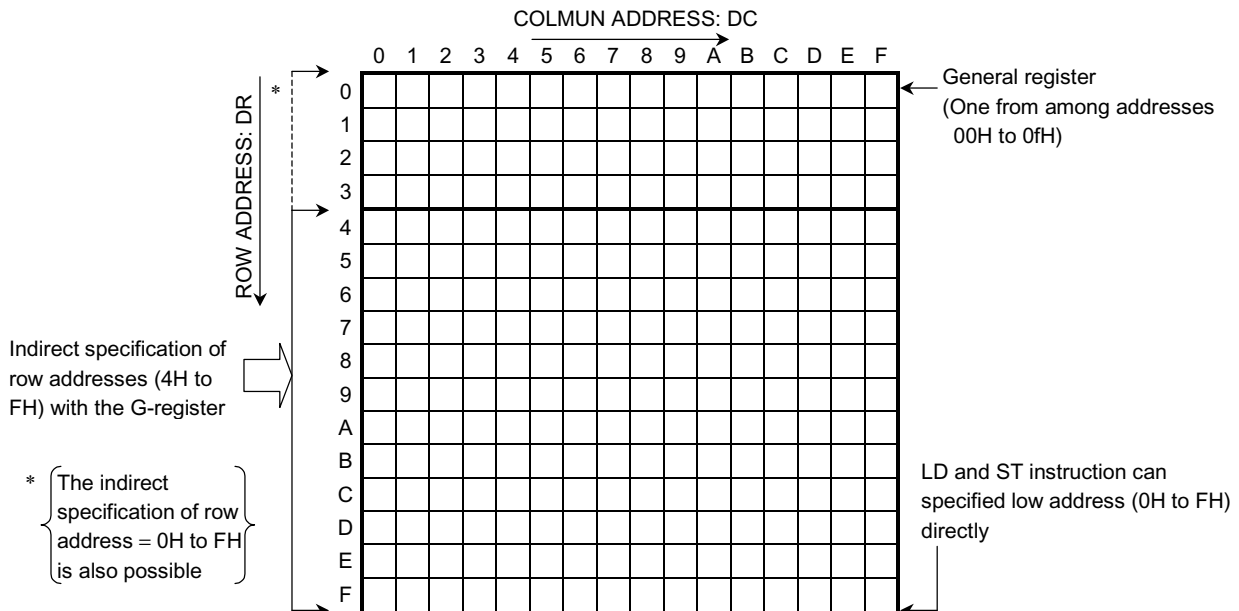 COLMUN ADDRESS: DC
0 1 2 3 4 5 6 7 8 9 A B C D E F
ROW ADDRESS: DR
*
0
1
2
3
4
5
6
7
8
9
A
B
C
D
E
F
General register
(One from among addresses
00H to 0fH)
Indirect specification of
row addresses (4H to
FH) with the G-register
* The indirect
specification of row
address = 0H to FH
is also possible
LD and ST instruction can
specified low address (0H to FH)
directly